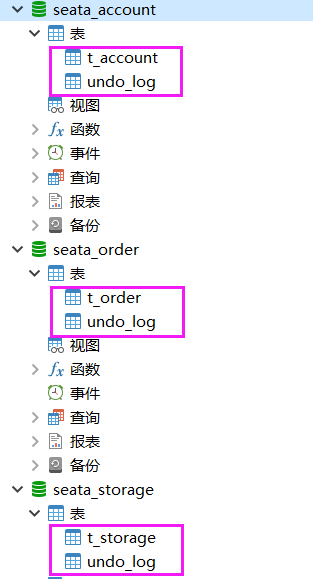 seata_account
表
t_account
undo_log
视图
函数
事件
查询
报表
备份
seata_order
表
t_order
undo_log
视图
函数
事件
查询
报表
备份
seata_storage
表
t_storage
undo_log